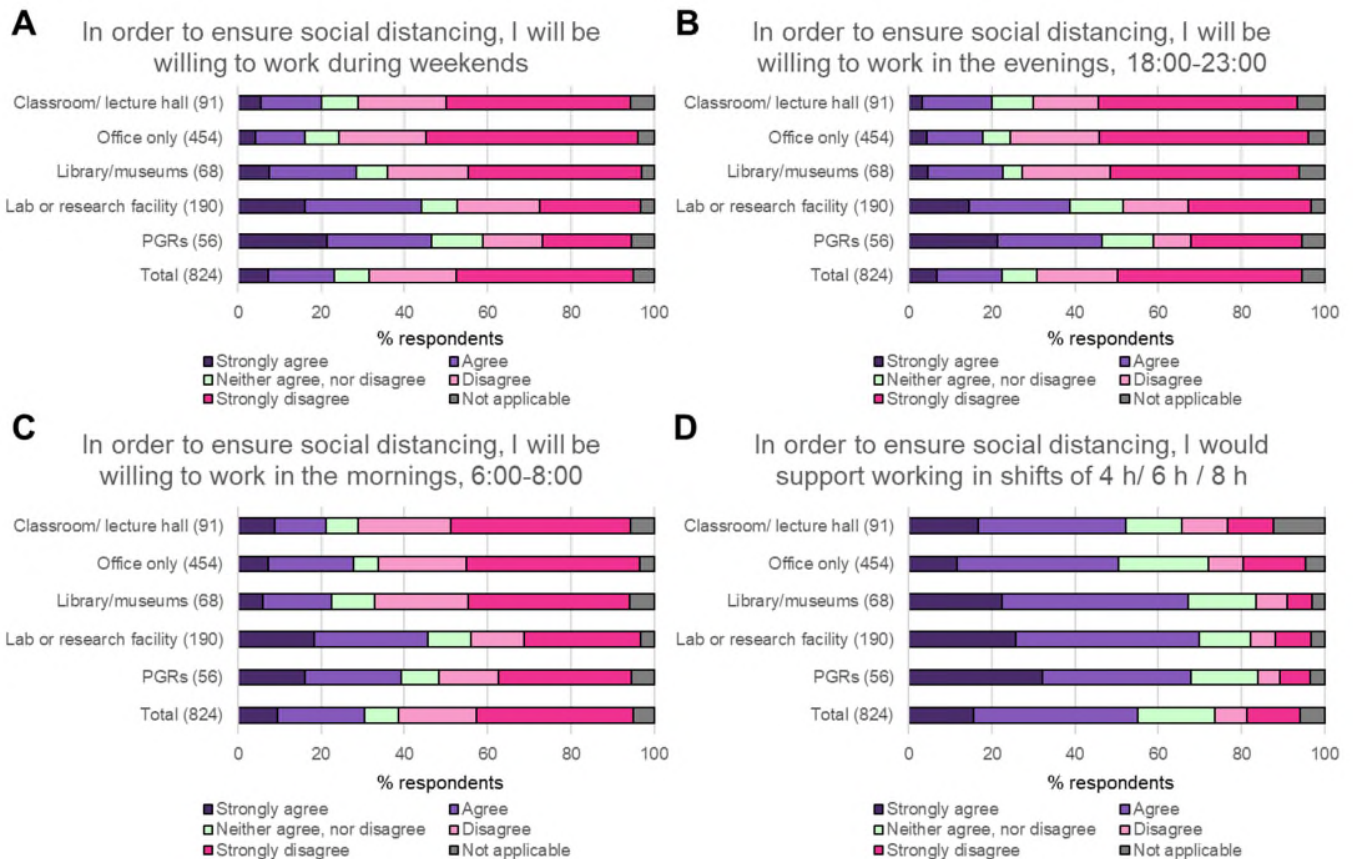 A
In order to ensure social distancing, I will be
willing to work during weekends
Classroom/ lecture hall (91)
Office only (454)
Library/museums (68)
Lab or research facility (190)
PGRs (56)
Total (824)
0 20 40 60 80 100
% respondents
Strongly agree Agree
Neither agree, nor disagree Disagree
Strongly disagree Not applicable
B
In order to ensure social distancing, I will be
willing to work in the evenings, 18:00-23:00
Classroom/ lecture hall (91)
Office only (454)
Library/museums (68)
Lab or research facility (190)
PGRs (56)
Total (824)
0 20 40 60 80 100
% respondents
Strongly agree Agree
Neither agree, nor disagree Disagree
Strongly disagree Not applicable
C
In order to ensure social distancing, I will be
willing to work in the mornings, 6:00-8:00
Classroom/ lecture hall (91)
Office only (454)
Library/museums (68)
Lab or research facility (190)
PGRs (56)
Total (824)
0 20 40 60 80 100
% respondents
Strongly agree Agree
Neither agree, nor disagree Disagree
Strongly disagree Not applicable
D
In order to ensure social distancing, I would
support working in shifts of 4 h/ 6 h / 8 h
Classroom/ lecture hall (91)
Office only (454)
Library/museums (68)
Lab or research facility (190)
PGRs (56)
Total (824)
0 20 40 60 80 100
% respondents
Strongly agree Agree
Neither agree, nor disagree Disagree
Strongly disagree Not applicable